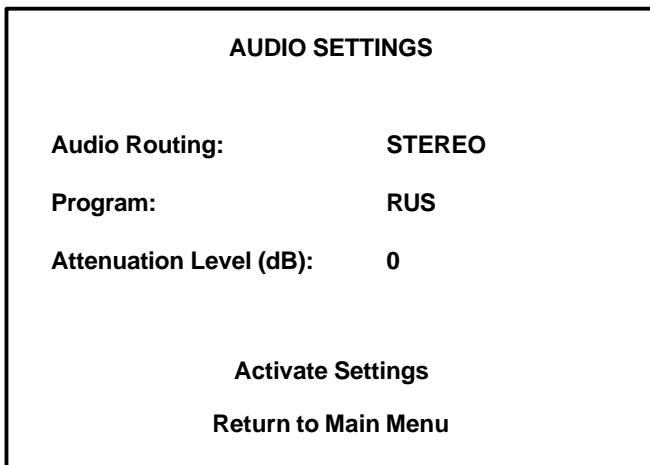 AUDIO SETTINGS
Audio Routing: STEREO
Program: RUS
Attenuation Level (dB): 0
Activate Settings
Return to Main Menu